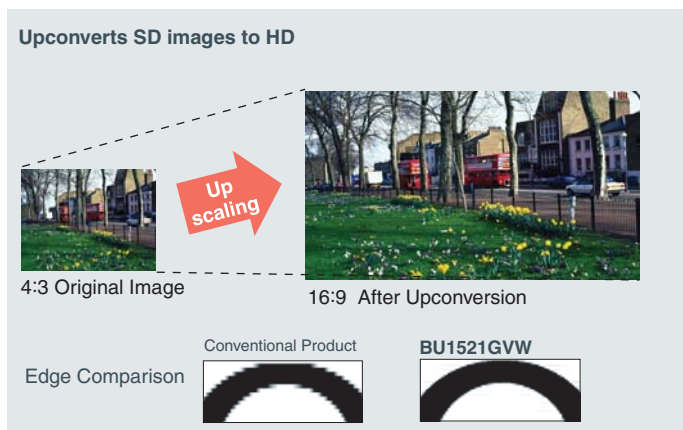 Upconverts SD images to HD
Up
scaling
4:3 Original Image
16:9 After Upconversion
Conventional Product
BU1521GVW
Edge Comparison